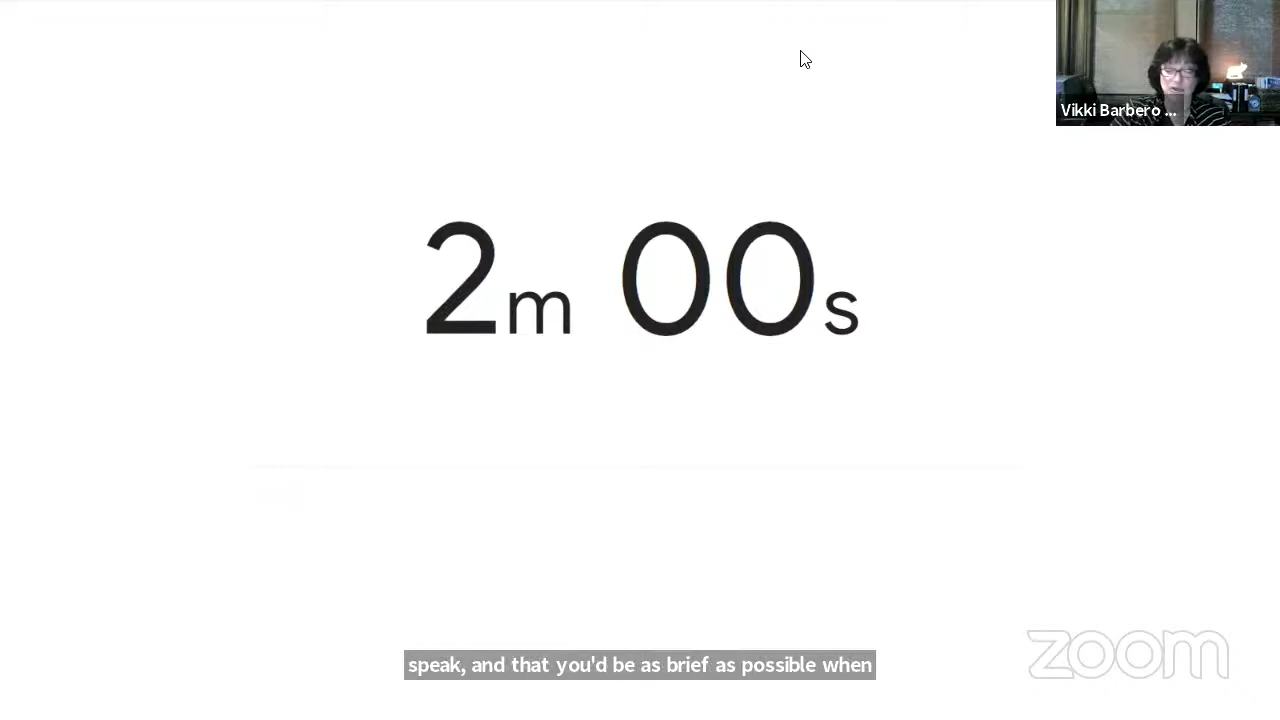 Vikki Barbero ...
2m 00s
speak, and that you'd be as brief as possible when
zoom